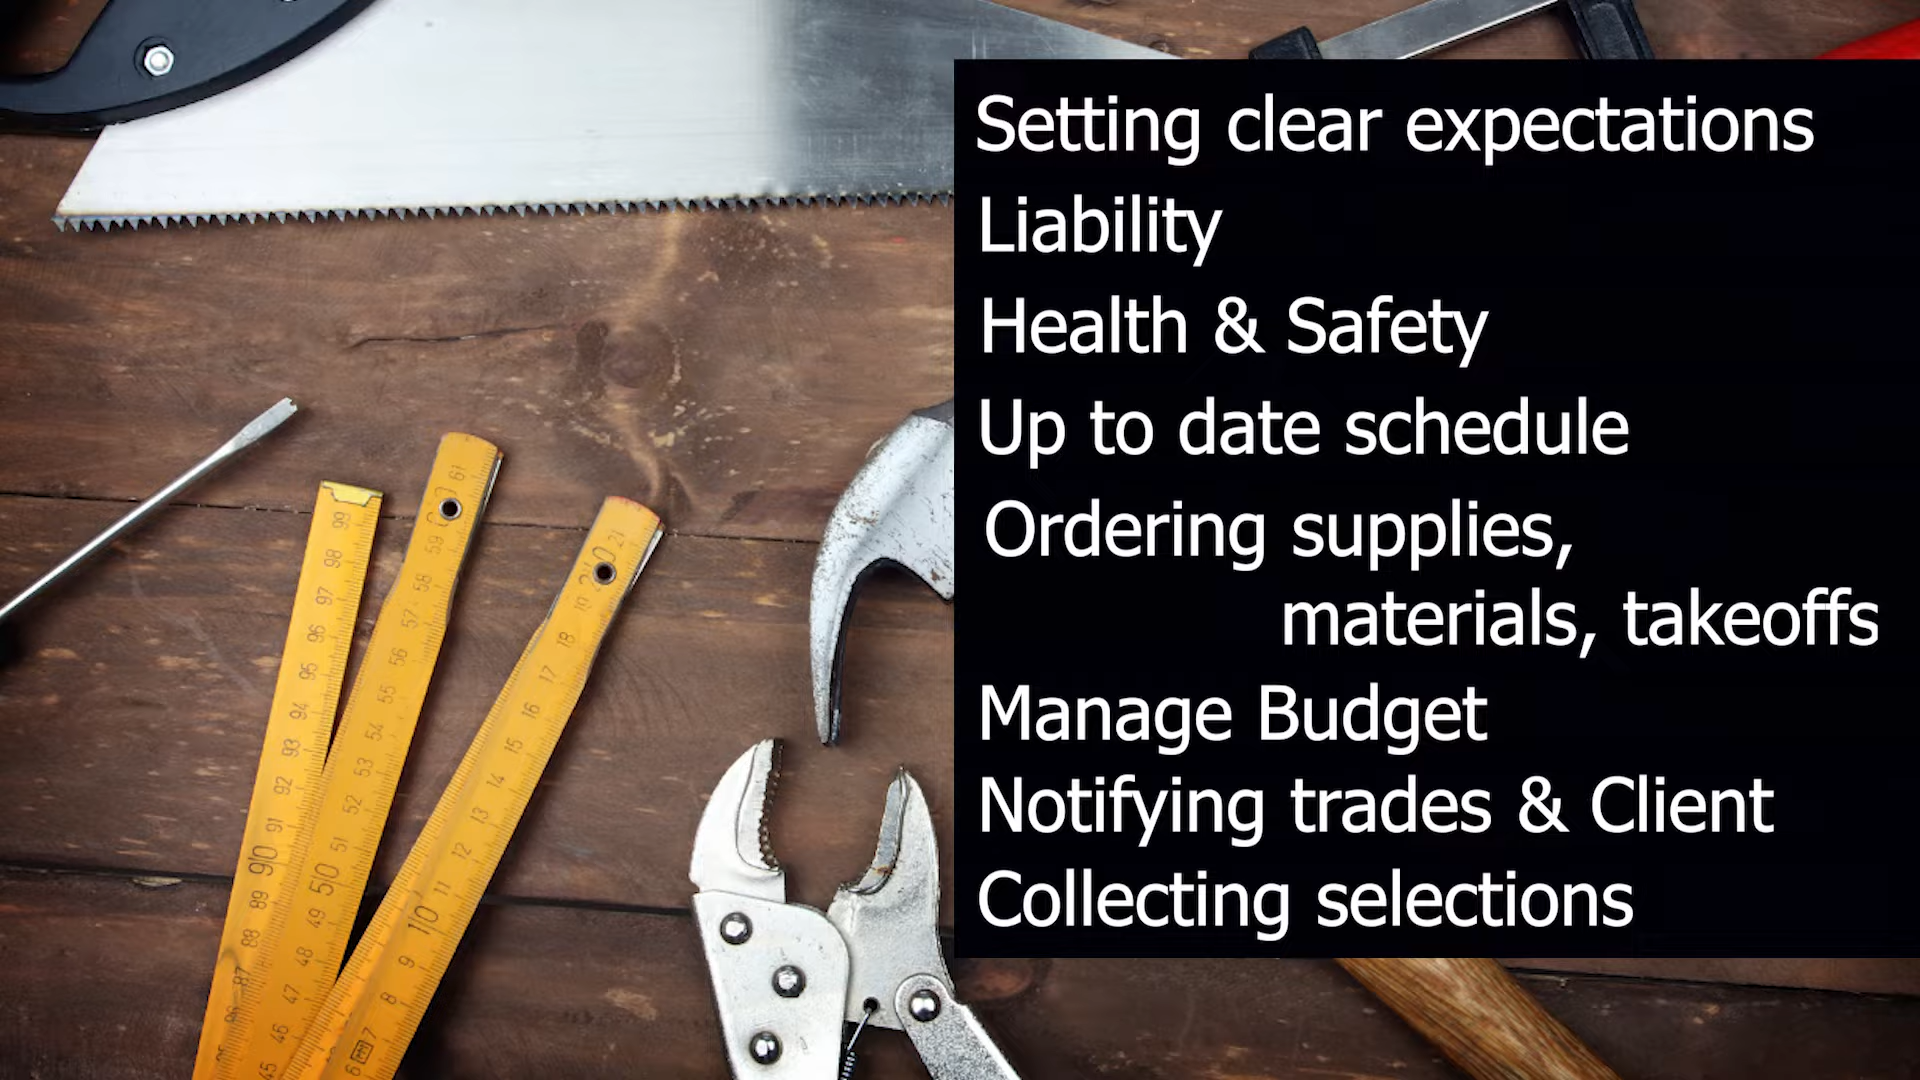 Setting clear expectations
Liability
Health & Safety
Up to date schedule
Ordering supplies,
materials, takeoffs
Manage Budget
Notifying trades & Client
Collecting selections